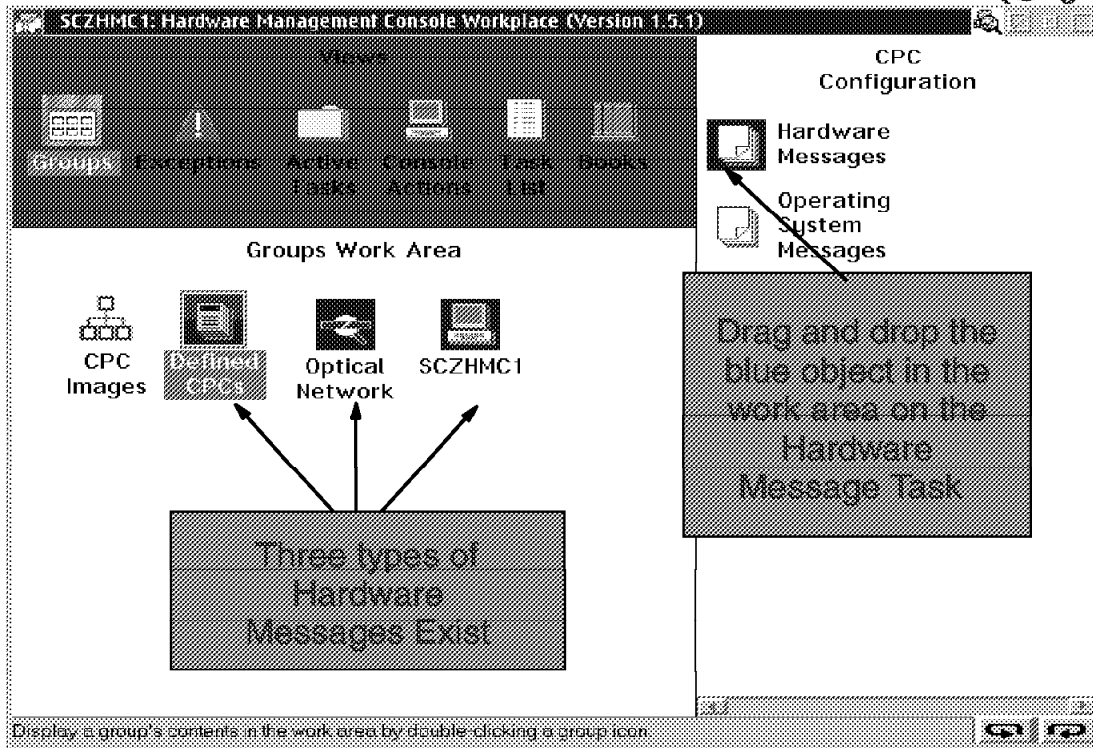 SCZHMC1: Hardware Management Console Workplace (Version 1.5.1)
Views
Groups
Exceptions
Active
Tasks
Console
Actions
Task
List
Books
CPC
Configuration
Hardware
Messages
Operating
System
Messages
Groups Work Area
CPC
Images
Defined
CPCs
Optical
Network
SCZHMC1
Drag and drop the
blue object in the
work area on the
Hardware
Message Task
Three types of
Hardware
Messages Exist
Display a group's contents in the work area by double-clicking a group icon.